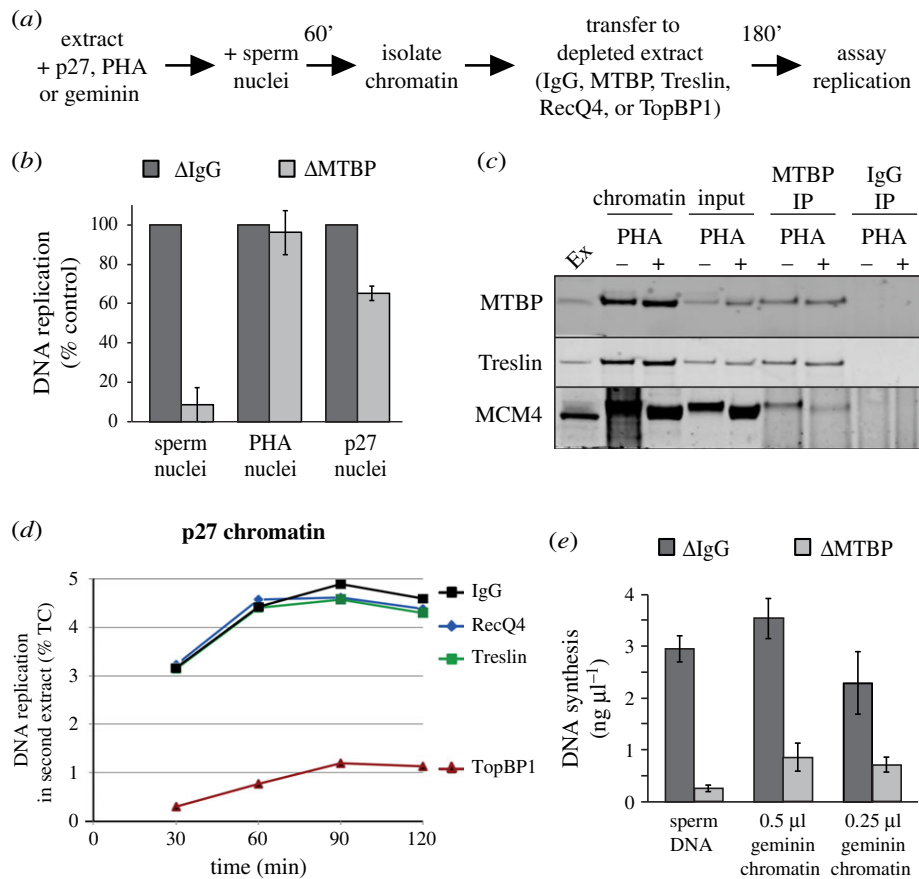 (a)
extract
+ p27, PHA
or geminin
+ sperm
nuclei
60’
isolate
chromatin
transfer to
depleted extract
(IgG, MTBP, Treslin,
RecQ4, or TopBP1)
180’
assay
replication
(b)
ΔIgG ΔMTBP
DNA replication
(% control)
100
80
60
40
20
0
sperm
nuclei
PHA
nuclei
p27
nuclei
(c)
chromatin input MTBP
IP IgG
IP
Ex PHA PHA PHA PHA
– + – + – + – +
MTBP
Treslin
MCM4
(d)
p27 chromatin
DNA replication
in second extract (% TC)
5
4
3
2
1
0
0 30 60 90 120
time (min)
IgG
RecQ4
Treslin
TopBP1
(e)
ΔIgG ΔMTBP
DNA synthesis
(ng µl–1)
4
3
2
1
0
sperm
DNA
0.5 µl
geminin
chromatin
0.25 µl
geminin
chromatin